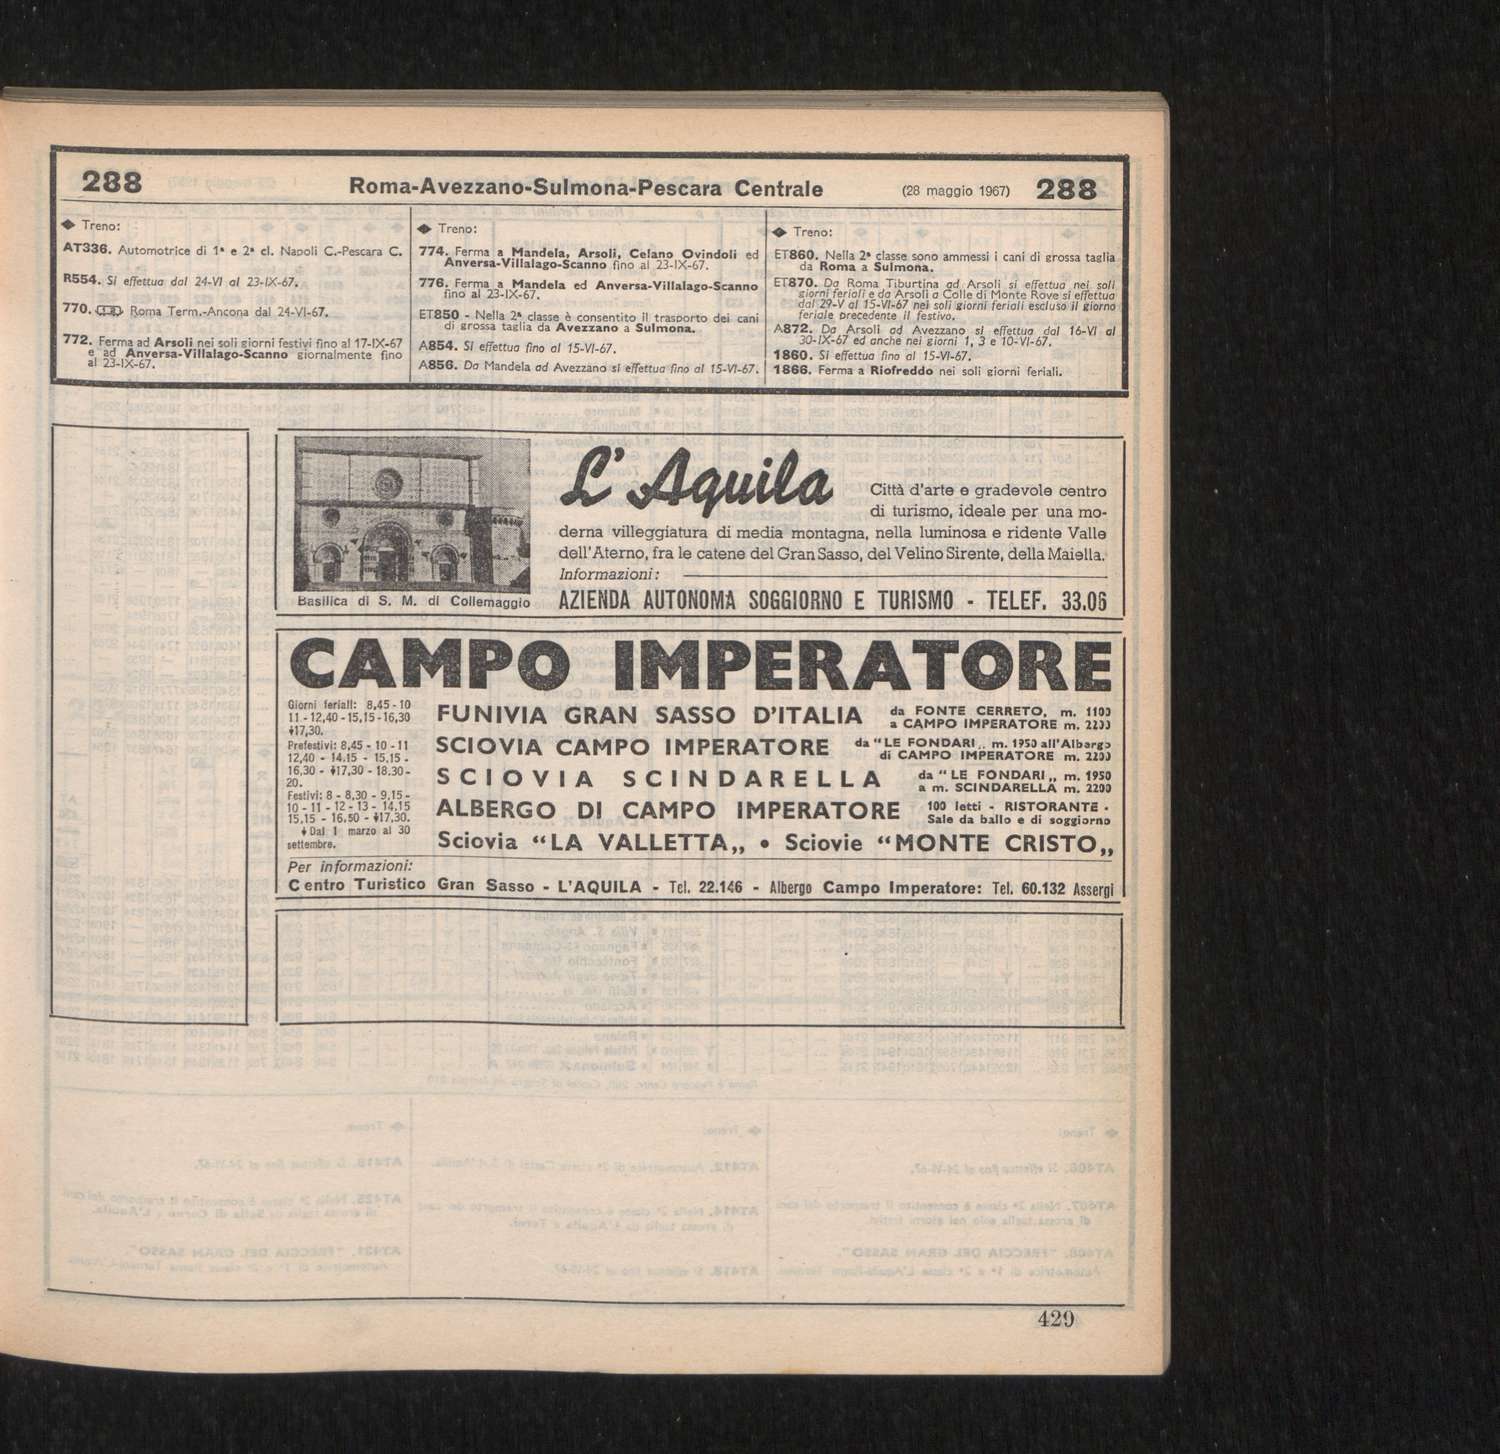 288 Roma-Avezzano-Sulmona-Pescara Centrale (28 maggio 1967) 288
◆ Treno:
AT336. Automotrice di 1ª e 2ª cl. Napoli C.-Pescara C.
R554. Si effettua dal 24-VI al 23-IX-67.
770. Roma Term.-Ancona dal 24-VI-67.
772. Ferma ad Arsoli nei soli giorni festivi fino al 17-IX-67
e ad Anversa-Villalago-Scanno giornalmente fino
al 23-IX-67.
◆ Treno:
774. Ferma a Mandela, Arsoli, Celano Ovindoli ed
Anversa-Villalago-Scanno fino al 23-IX-67.
776. Ferma a Mandela ed Anversa-Villalago-Scanno
fino al 23-IX-67.
ET850 - Nella 2ª classe è consentito il trasporto dei cani
di grossa taglia da Avezzano a Sulmona.
A854. Si effettua fino al 15-VI-67.
A856. Da Mandela ad Avezzano si effettua fino al 15-VI-67.
◆ Treno:
ET860. Nella 2ª classe sono ammessi i cani di grossa taglia
da Roma a Sulmona.
ET870. Da Roma Tiburtina ad Arsoli si effettua nei soli
giorni feriali e da Arsoli a Colle di Monte Rove si effettua
dal 29-V al 15-VI-67 nei soli giorni feriali escluso il giorno
feriale precedente il festivo.
A872. Da Arsoli ad Avezzano si effettua dal 16-VI al
30-IX-67 ed anche nei giorni 1, 3 e 10-VI-67.
1860. Si effettua fino al 15-VI-67.
1866. Ferma a Riofreddo nei soli giorni feriali.
Basilica di S. M. di Collemaggio
L'Aquila
Città d'arte e gradevole centro
di turismo, ideale per una mo-
derna villeggiatura di media montagna, nella luminosa e ridente Valle
dell'Aterno, fra le catene del Gran Sasso, del Velino Sirente, della Maiella.
Informazioni:
AZIENDA AUTONOMA SOGGIORNO E TURISMO - TELEF. 33.06
CAMPO IMPERATORE
Giorni feriali: 8,45 - 10
11 - 12,40 - 15,15 - 16,30
♦17,30.
Prefestivi: 8,45 - 10 - 11
12,40 - 14.15 - 15,15 -
16,30 - ♦17,30 - 18.30 -
20.
Festivi: 8 - 8,30 - 9,15 -
10 - 11 - 12 - 13 - 14,15
15,15 - 16,50 - ♦17,30.
♦ Dal 1 marzo al 30
settembre.
FUNIVIA GRAN SASSO D'ITALIA da FONTE CERRETO, m. 1100
a CAMPO IMPERATORE m. 2200
SCIOVIA CAMPO IMPERATORE da "LE FONDARI„ m. 1950 all'Albergo
di CAMPO IMPERATORE m. 2200
SCIOVIA SCINDARELLA da "LE FONDARI„ m. 1950
a m. SCINDARELLA m. 2200
ALBERGO DI CAMPO IMPERATORE 100 letti - RISTORANTE -
Sale da ballo e di soggiorno
Sciovia "LA VALLETTA„ • Sciovie "MONTE CRISTO„
Per informazioni:
Centro Turistico Gran Sasso - L'AQUILA - Tel. 22.146 - Albergo Campo Imperatore: Tel. 60.132 Assergi
429